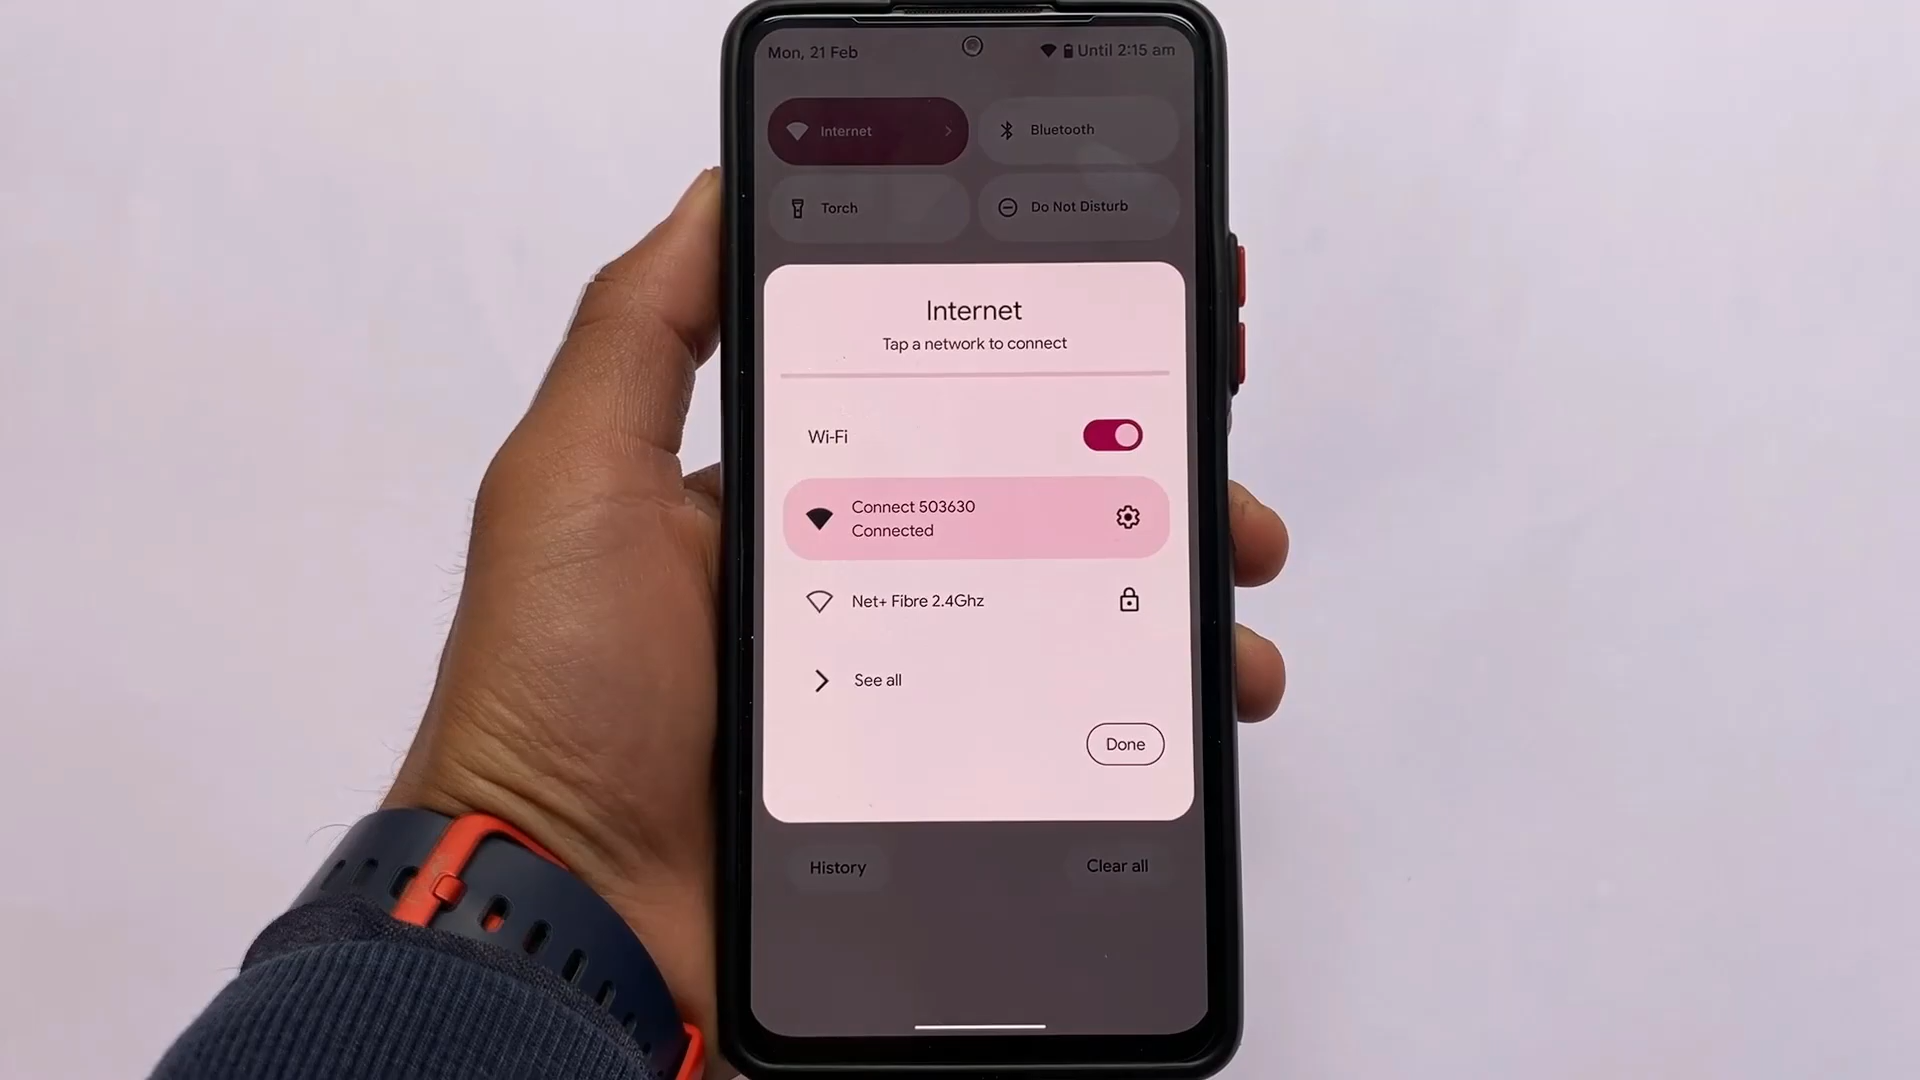 Mon, 21 Feb
Until 2:15 am
Internet
Bluetooth
Torch
Do Not Disturb
Internet
Tap a network to connect
Wi-Fi
Connect 503630
Connected
Net+ Fibre 2.4Ghz
See all
Done
History
Clear all